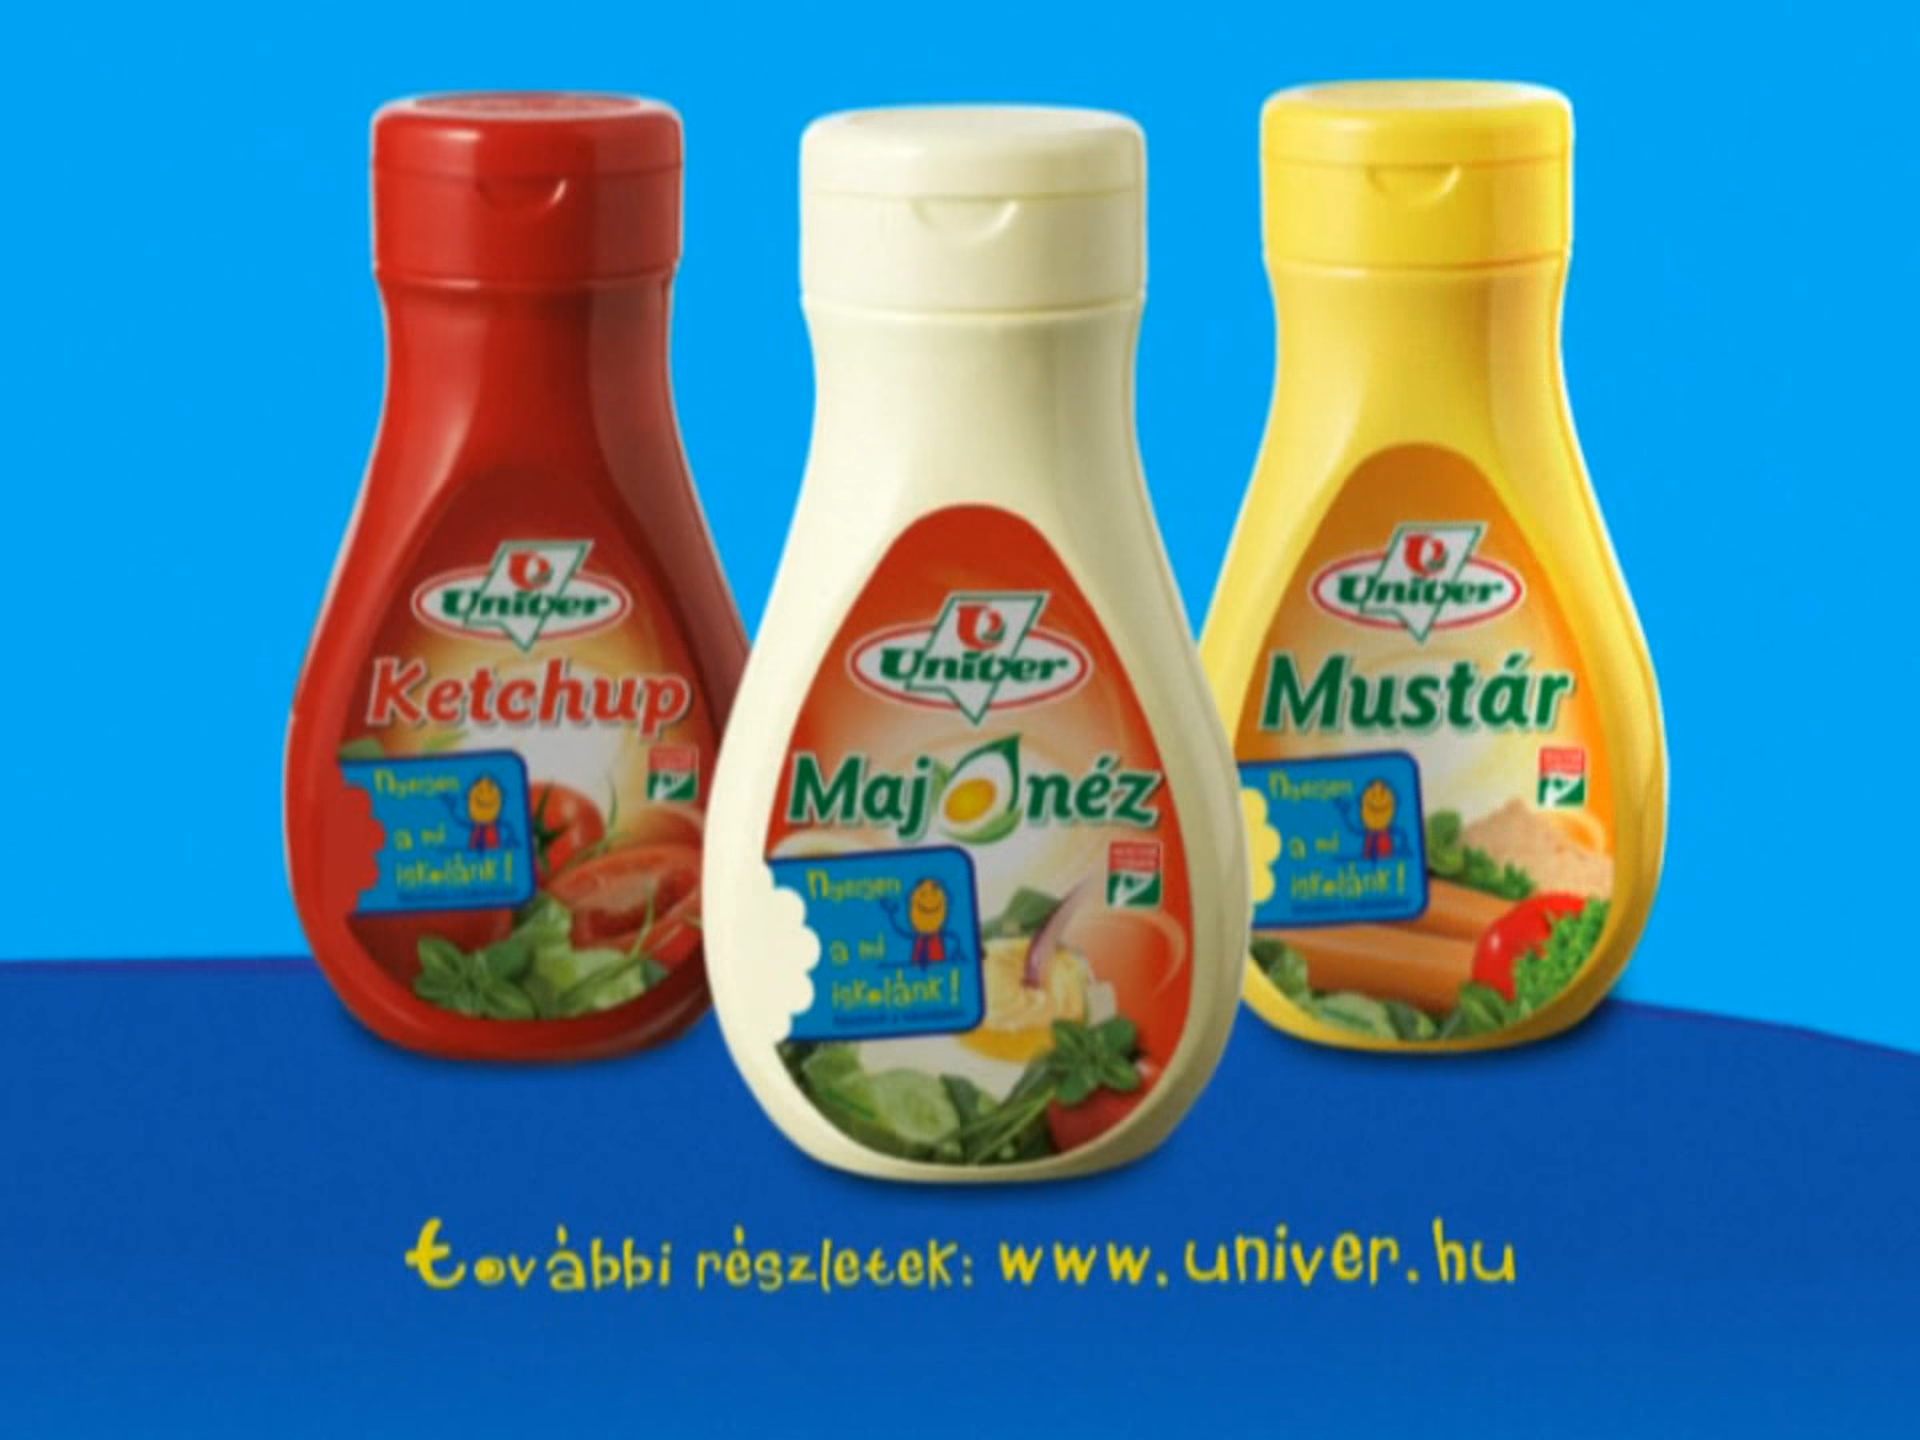 Univer
Ketchup
Nyerjen
a mi
iskolánk!
Univer
Majonéz
Nyerjen
a mi
iskolánk!
Univer
Mustár
Nyerjen
a mi
iskolánk!
további részletek: www.univer.hu